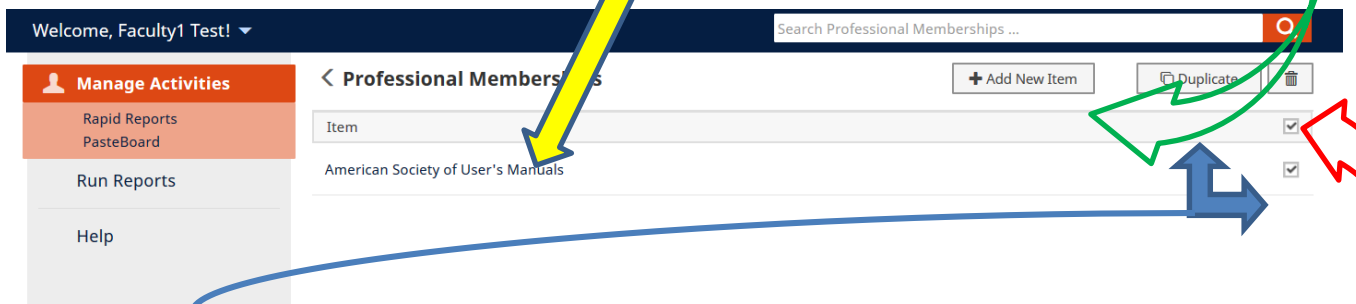 Welcome, Faculty1 Test!
Search Professional Memberships ...
Manage Activities
Rapid Reports
PasteBoard
Run Reports
Help
Professional Memberships
Add New Item
Duplicate
Item
American Society of User's Manuals